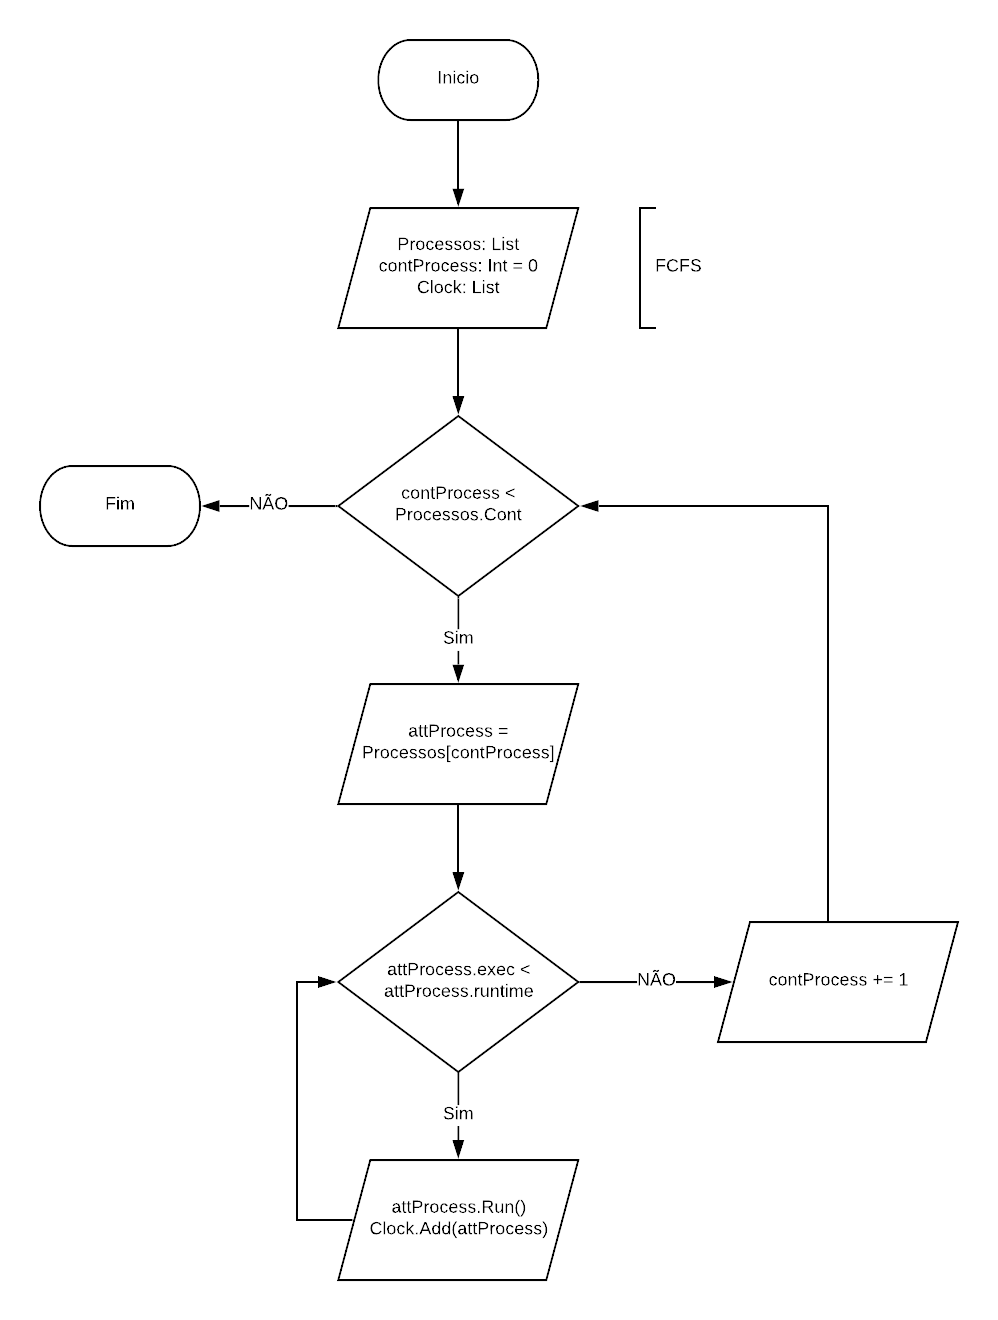 Inicio
Processos: List
contProcess: Int = 0
Clock: List
FCFS
contProcess <
Processos.Cont
NÃO
Fim
Sim
attProcess =
Processos[contProcess]
attProcess.exec <
attProcess.runtime
NÃO
contProcess += 1
Sim
attProcess.Run()
Clock.Add(attProcess)